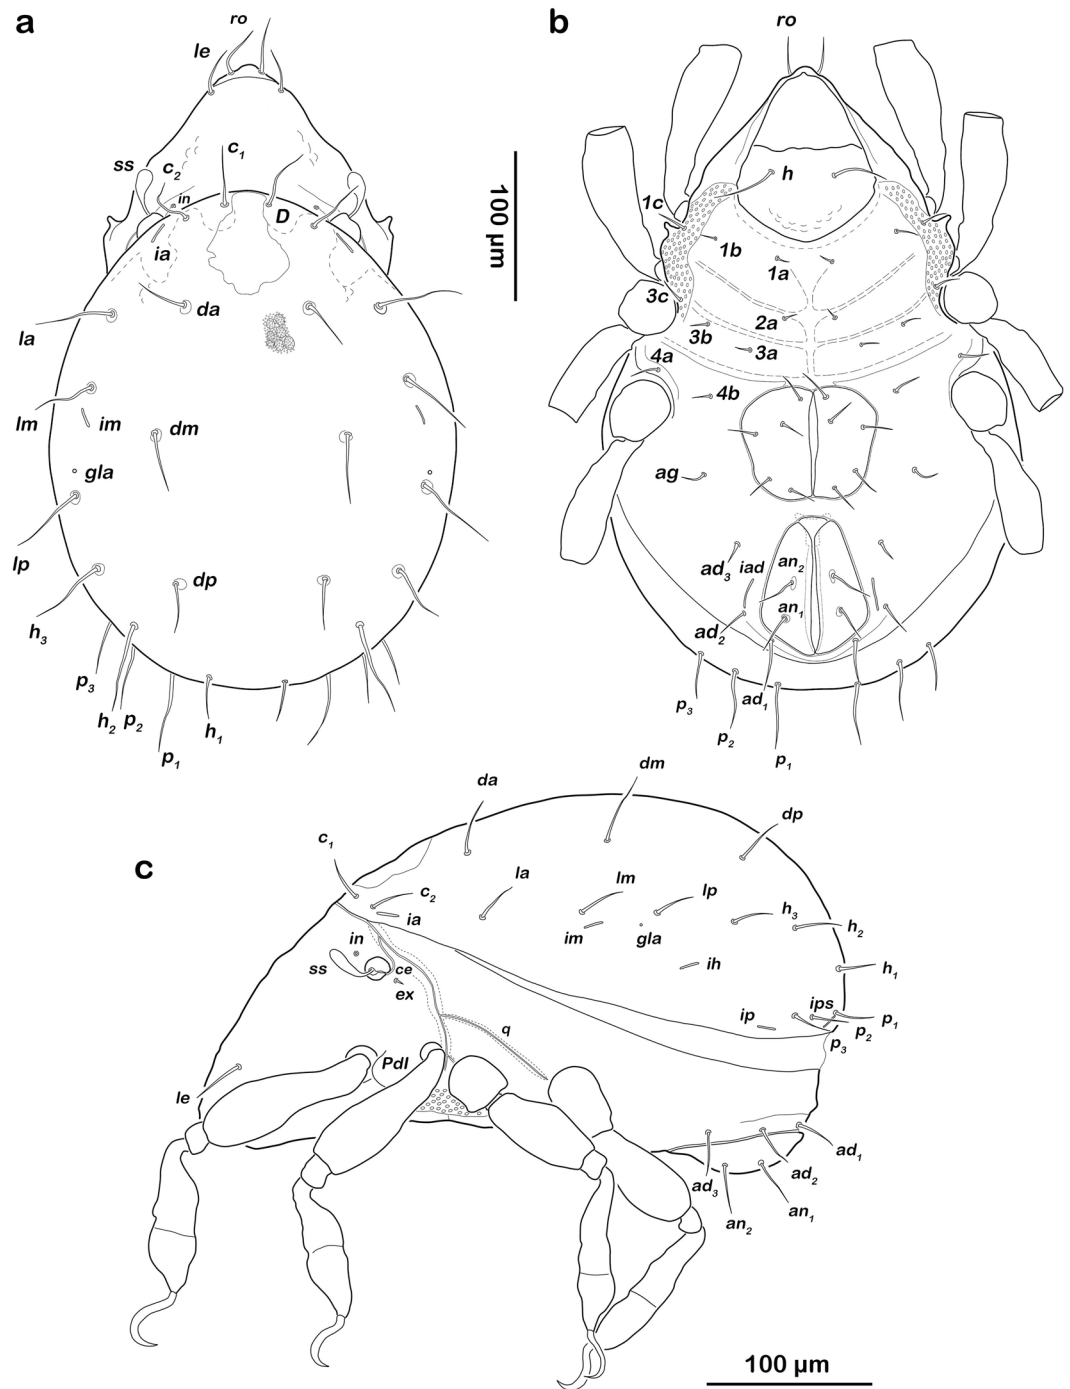 a
ro
le
c1
ss
c2
in
D
ia
da
la
lm
im
dm
gla
lp
dp
h3
p3
h2
p2
h1
p1
100 µm
b
ro
h
1c
1b
1a
3c
2a
3b
3a
4a
4b
ag
ad3
iad
an2
an1
ad2
p3
ad1
p2
p1
c
da
dm
dp
c1
c2
la
lm
lp
ia
h3
h2
im
gla
in
ss
ce
ex
ih
h1
ips
ip
p1
p2
p3
q
PdI
le
ad1
ad2
ad3
an1
an2
100 µm